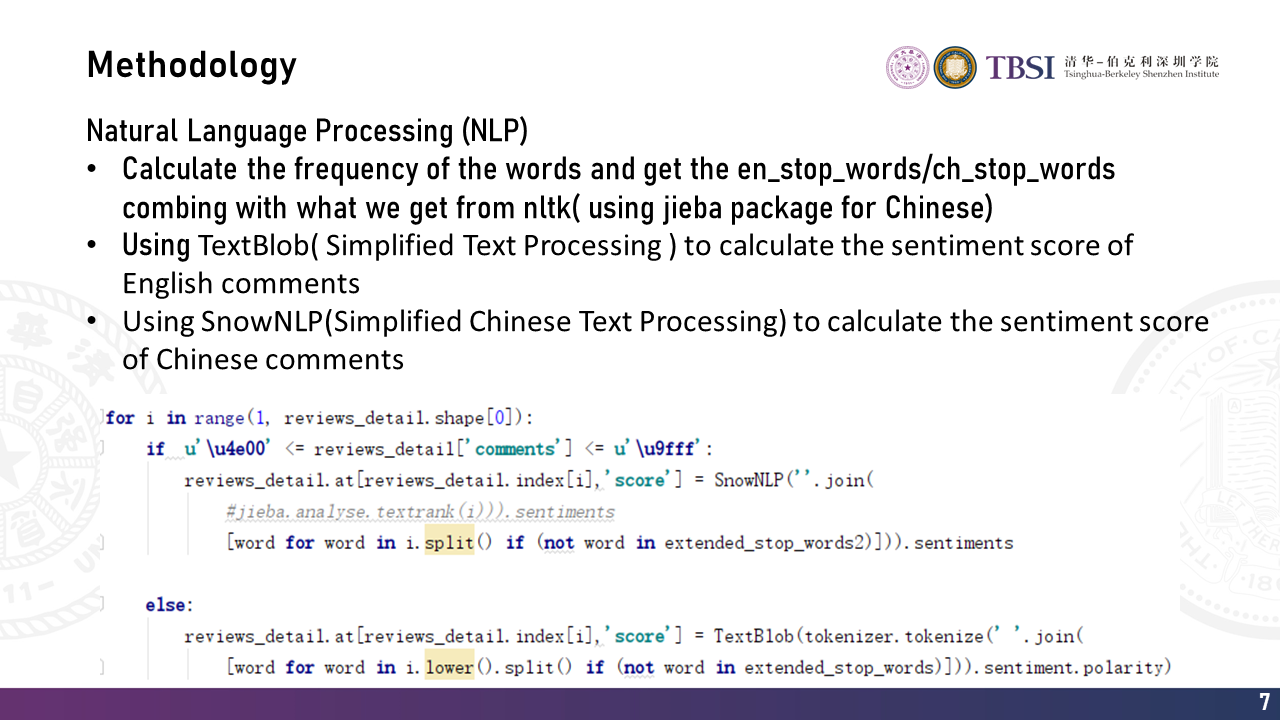 Methodology
TBSI 清华-伯克利深圳学院
Tsinghua-Berkeley Shenzhen Institute
Natural Language Processing (NLP)
• Calculate the frequency of the words and get the en_stop_words/ch_stop_words
combing with what we get from nltk( using jieba package for Chinese)
• Using TextBlob( Simplified Text Processing ) to calculate the sentiment score of
English comments
• Using SnowNLP(Simplified Chinese Text Processing) to calculate the sentiment score
of Chinese comments
for i in range(1, reviews_detail.shape[0]):
if u'\u4e00' <= reviews_detail['comments'] <= u'\u9fff':
reviews_detail.at[reviews_detail.index[i],'score'] = SnowNLP(''.join(
#jieba.analyse.textrank(i))).sentiments
[word for word in i.split() if (not word in extended_stop_words2)])).sentiments
else:
reviews_detail.at[reviews_detail.index[i],'score'] = TextBlob(tokenizer.tokenize(' '.join(
[word for word in i.lower().split() if (not word in extended_stop_words)])).sentiment.polarity)
7